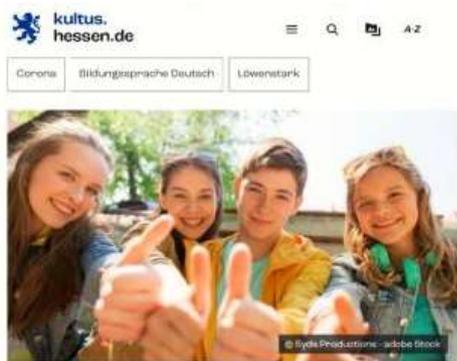 kultus.
hessen.de
A-Z
Corona
Bildungssprache Deutsch
Löwenstark
© Syda Productions - adobe Stock